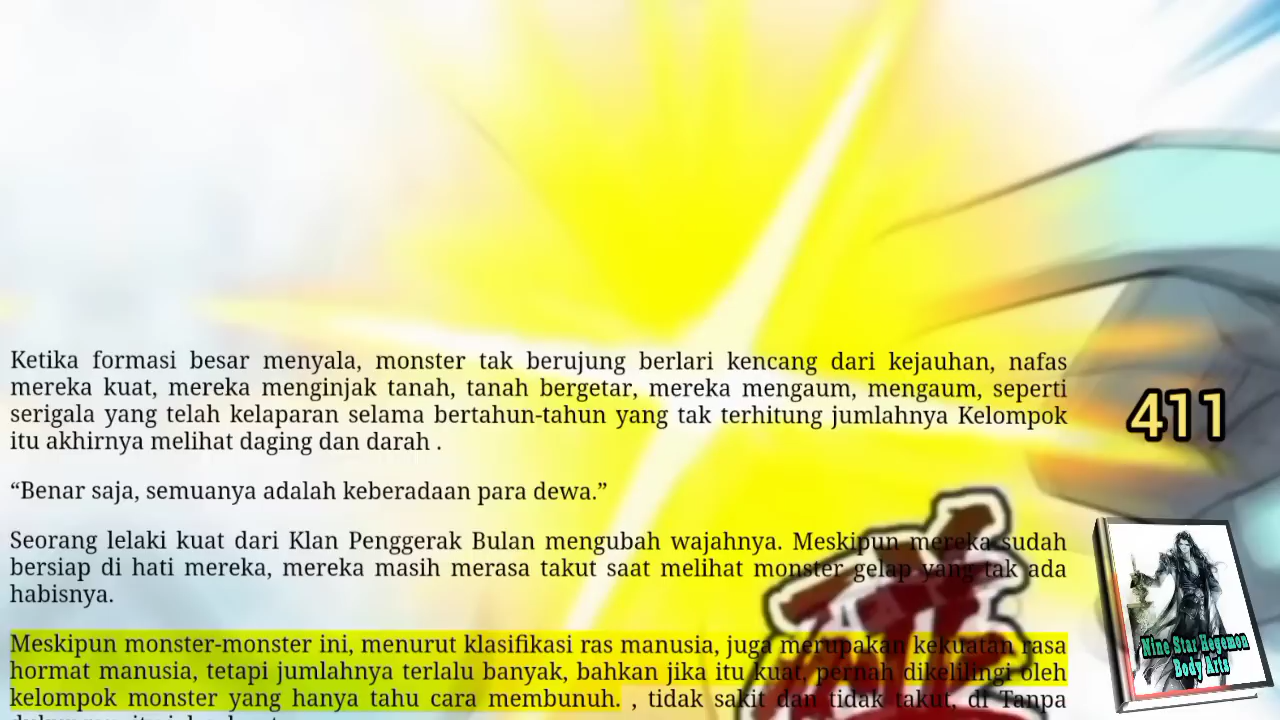 Ketika formasi besar menyala, monster tak berujung berlari kencang dari kejauhan, nafas
mereka kuat, mereka menginjak tanah, tanah bergetar, mereka mengaum, mengaum, seperti
serigala yang telah kelaparan selama bertahun-tahun yang tak terhitung jumlahnya Kelompok
itu akhirnya melihat daging dan darah .
“Benar saja, semuanya adalah keberadaan para dewa.”
Seorang lelaki kuat dari Klan Penggerak Bulan mengubah wajahnya. Meskipun mereka sudah
bersiap di hati mereka, mereka masih merasa takut saat melihat monster gelap yang tak ada
habisnya.
Meskipun monster-monster ini, menurut klasifikasi ras manusia, juga merupakan kekuatan rasa
hormat manusia, tetapi jumlahnya terlalu banyak, bahkan jika itu kuat, pernah dikelilingi oleh
kelompok monster yang hanya tahu cara membunuh. , tidak sakit dan tidak takut, di Tanpa
411
Nine Star Hegemon
Body Arts